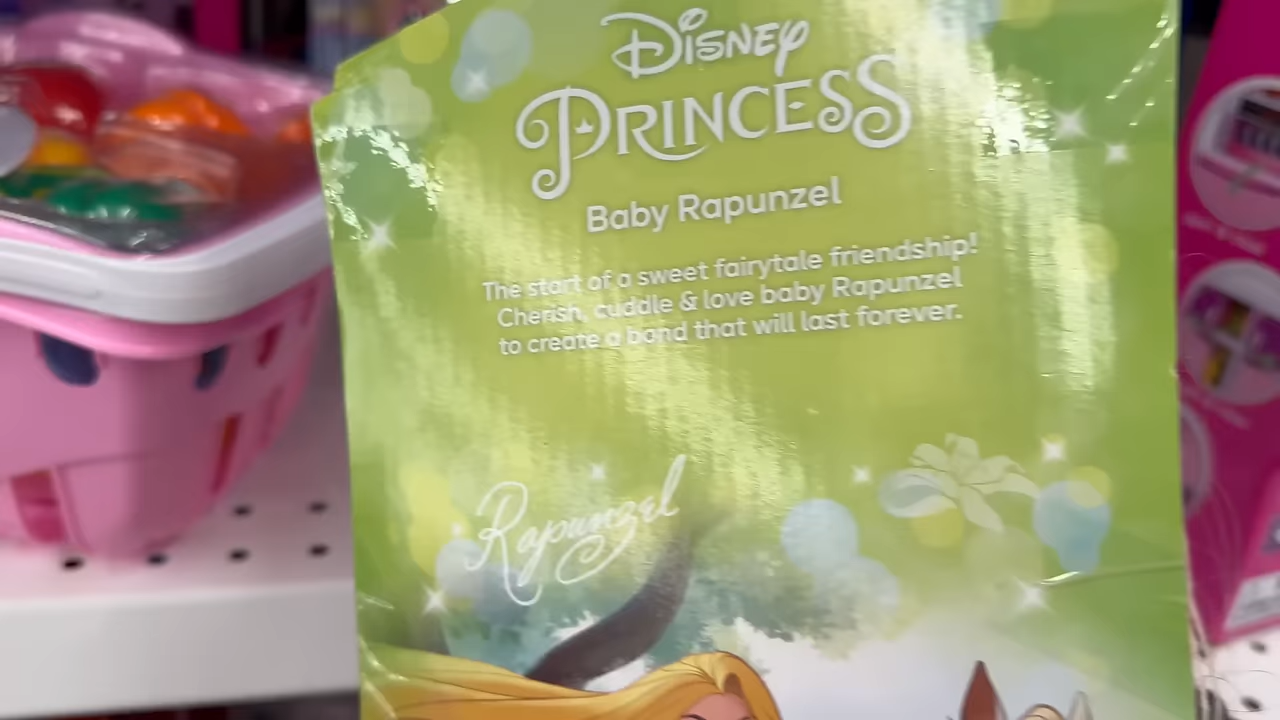 Disney
PRINCESS
Baby Rapunzel
The start of a sweet fairytale friendship!
Cherish, cuddle & love baby Rapunzel
to create a bond that will last forever.
Rapunzel